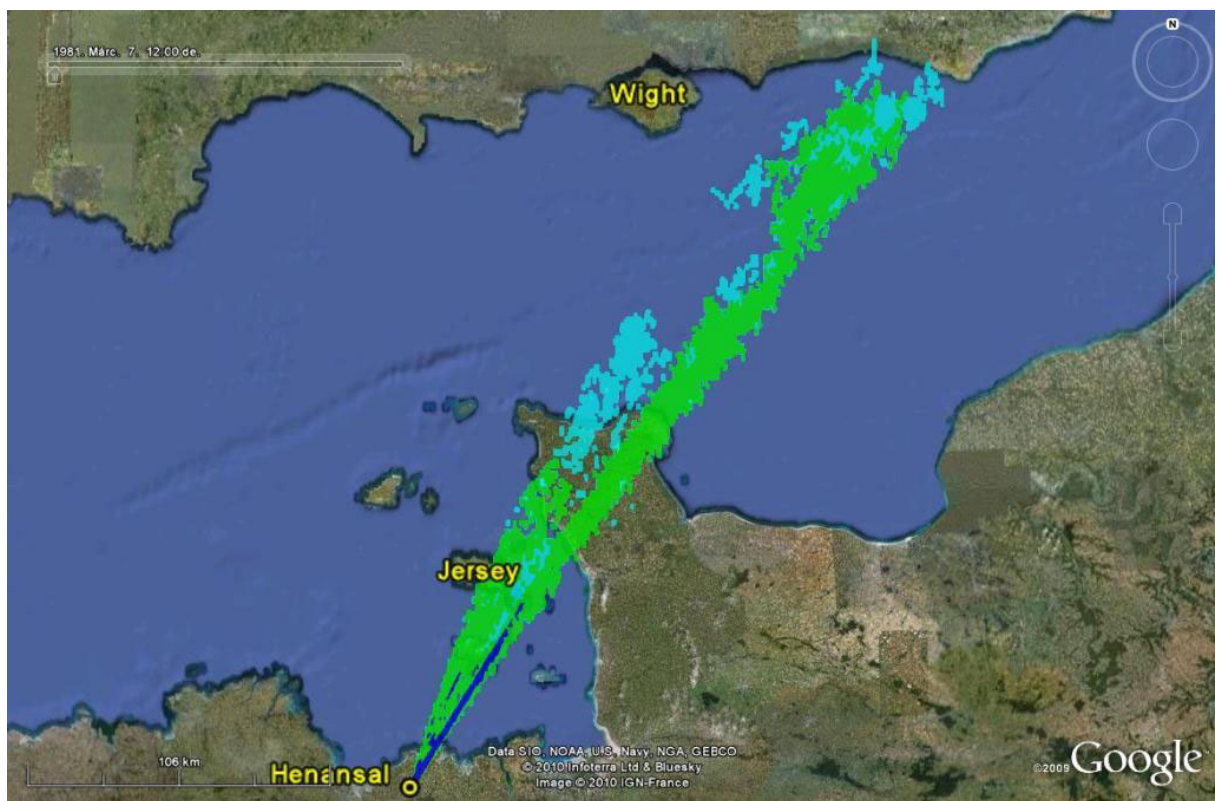 1981. Márc. 7. 12:00 de.
N
Wight
Jersey
106 km
Henansal
Data SIO, NOAA, U.S. Navy, NGA, GEBCO
© 2010 Infoterra Ltd & Bluesky
Image © 2010 IGN-France
©2009 Google